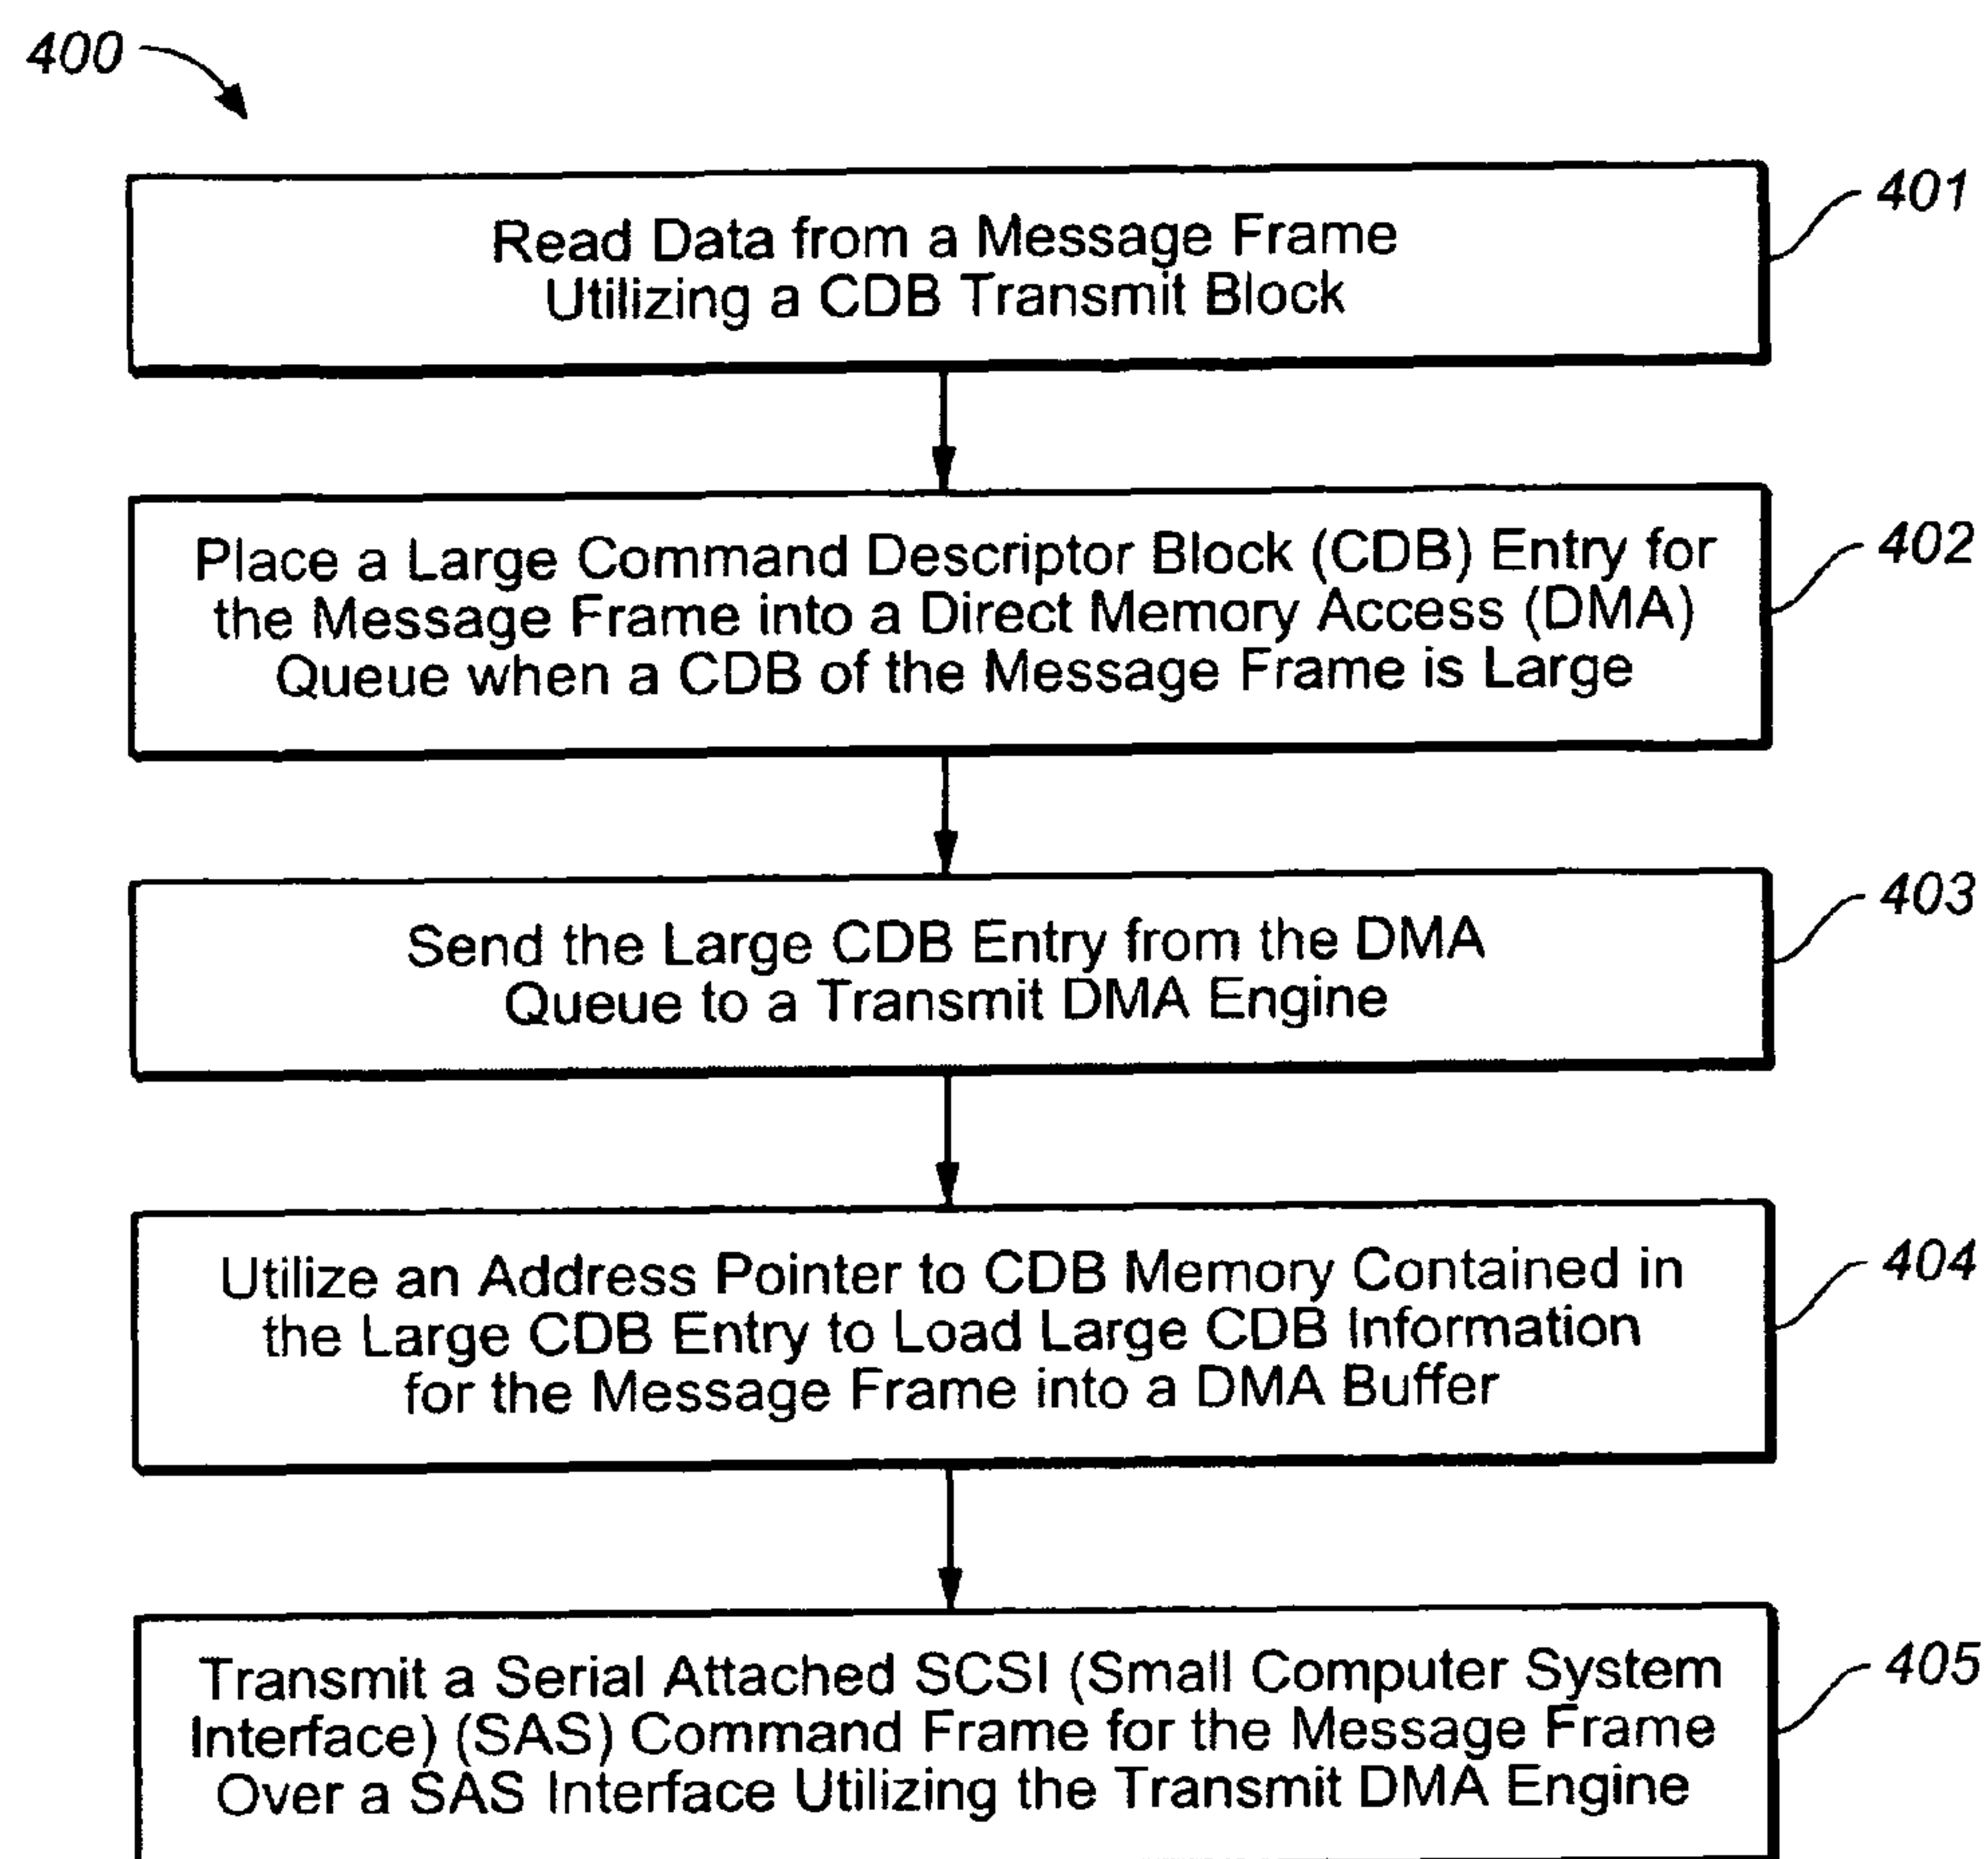 400
401
Read Data from a Message Frame
Utilizing a CDB Transmit Block
402
Place a Large Command Descriptor Block (CDB) Entry for
the Message Frame into a Direct Memory Access (DMA)
Queue when a CDB of the Message Frame is Large
403
Send the Large CDB Entry from the DMA
Queue to a Transmit DMA Engine
404
Utilize an Address Pointer to CDB Memory Contained in
the Large CDB Entry to Load Large CDB Information
for the Message Frame into a DMA Buffer
405
Transmit a Serial Attached SCSI (Small Computer System
Interface) (SAS) Command Frame for the Message Frame
Over a SAS Interface Utilizing the Transmit DMA Engine